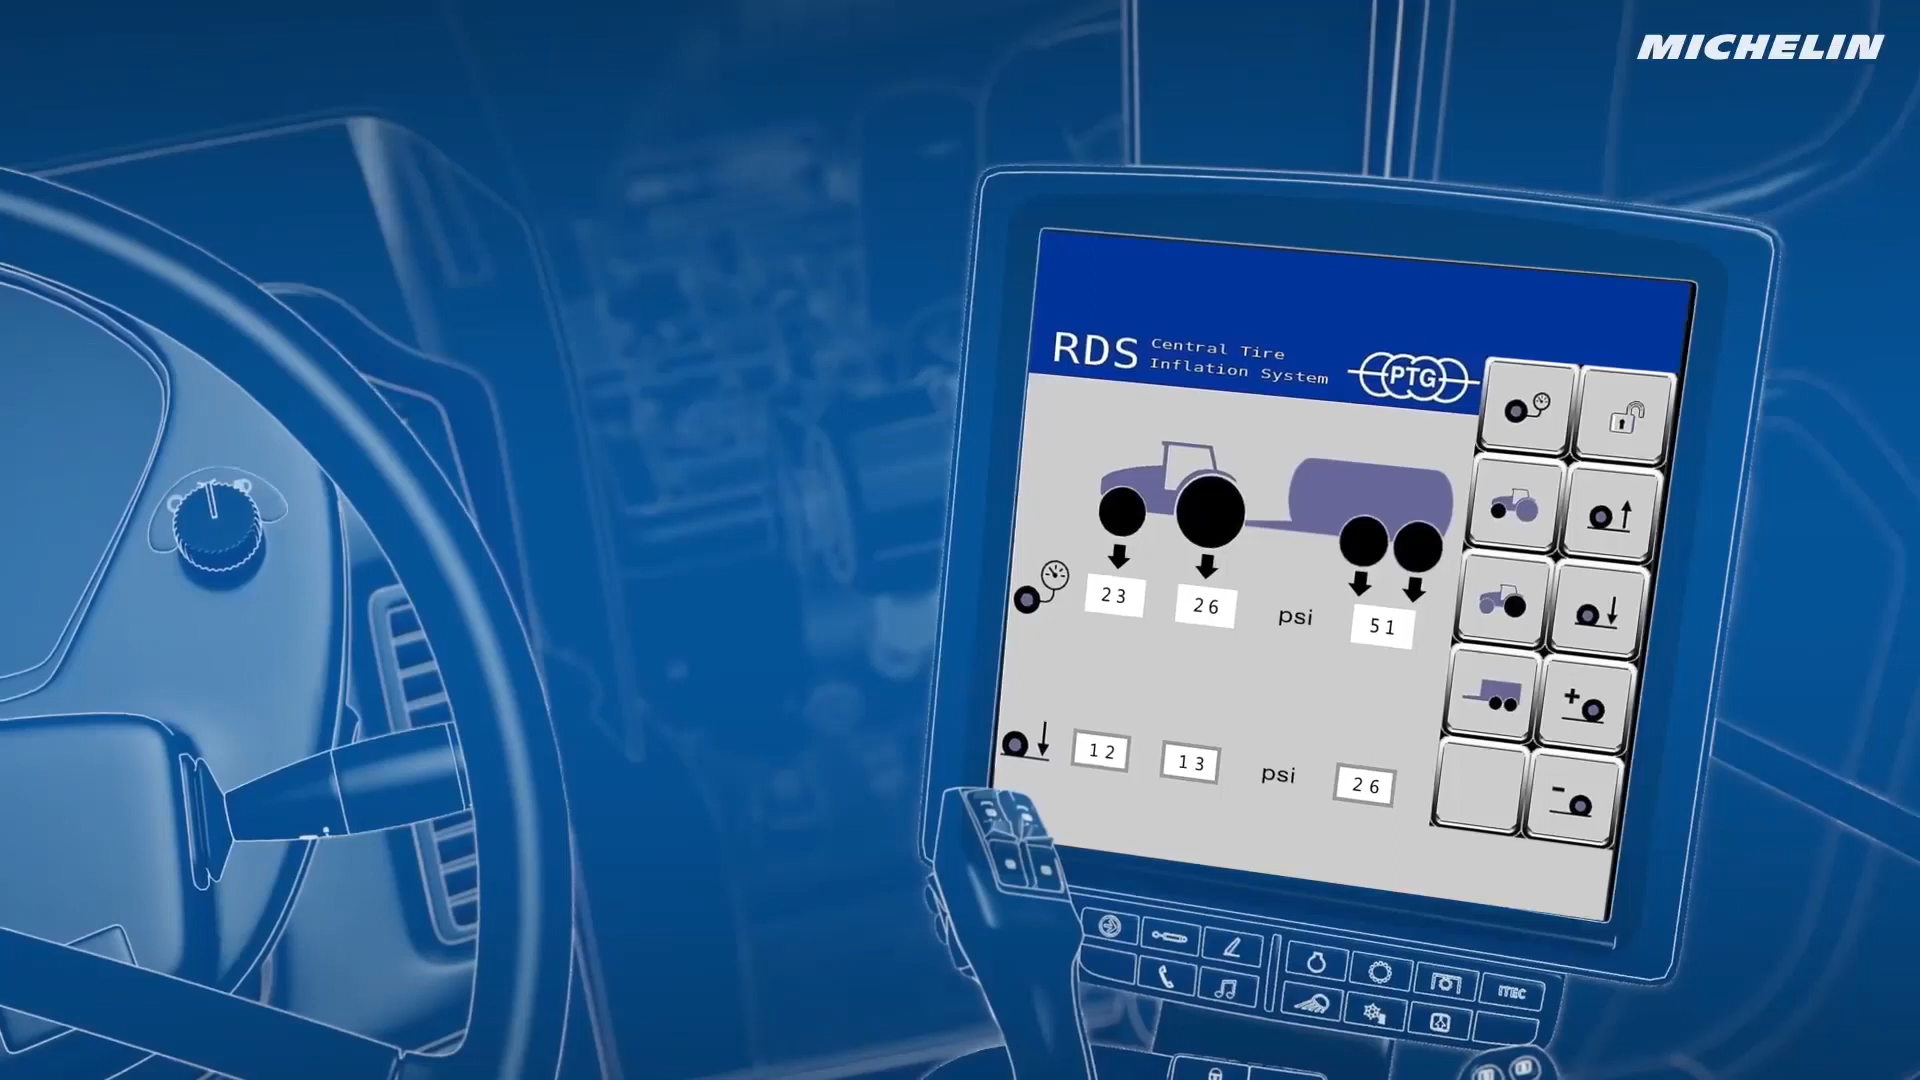 MICHELIN
RDS
Central Tire
Inflation System
PTG
23
26
psi
51
12
13
psi
26
ITEC